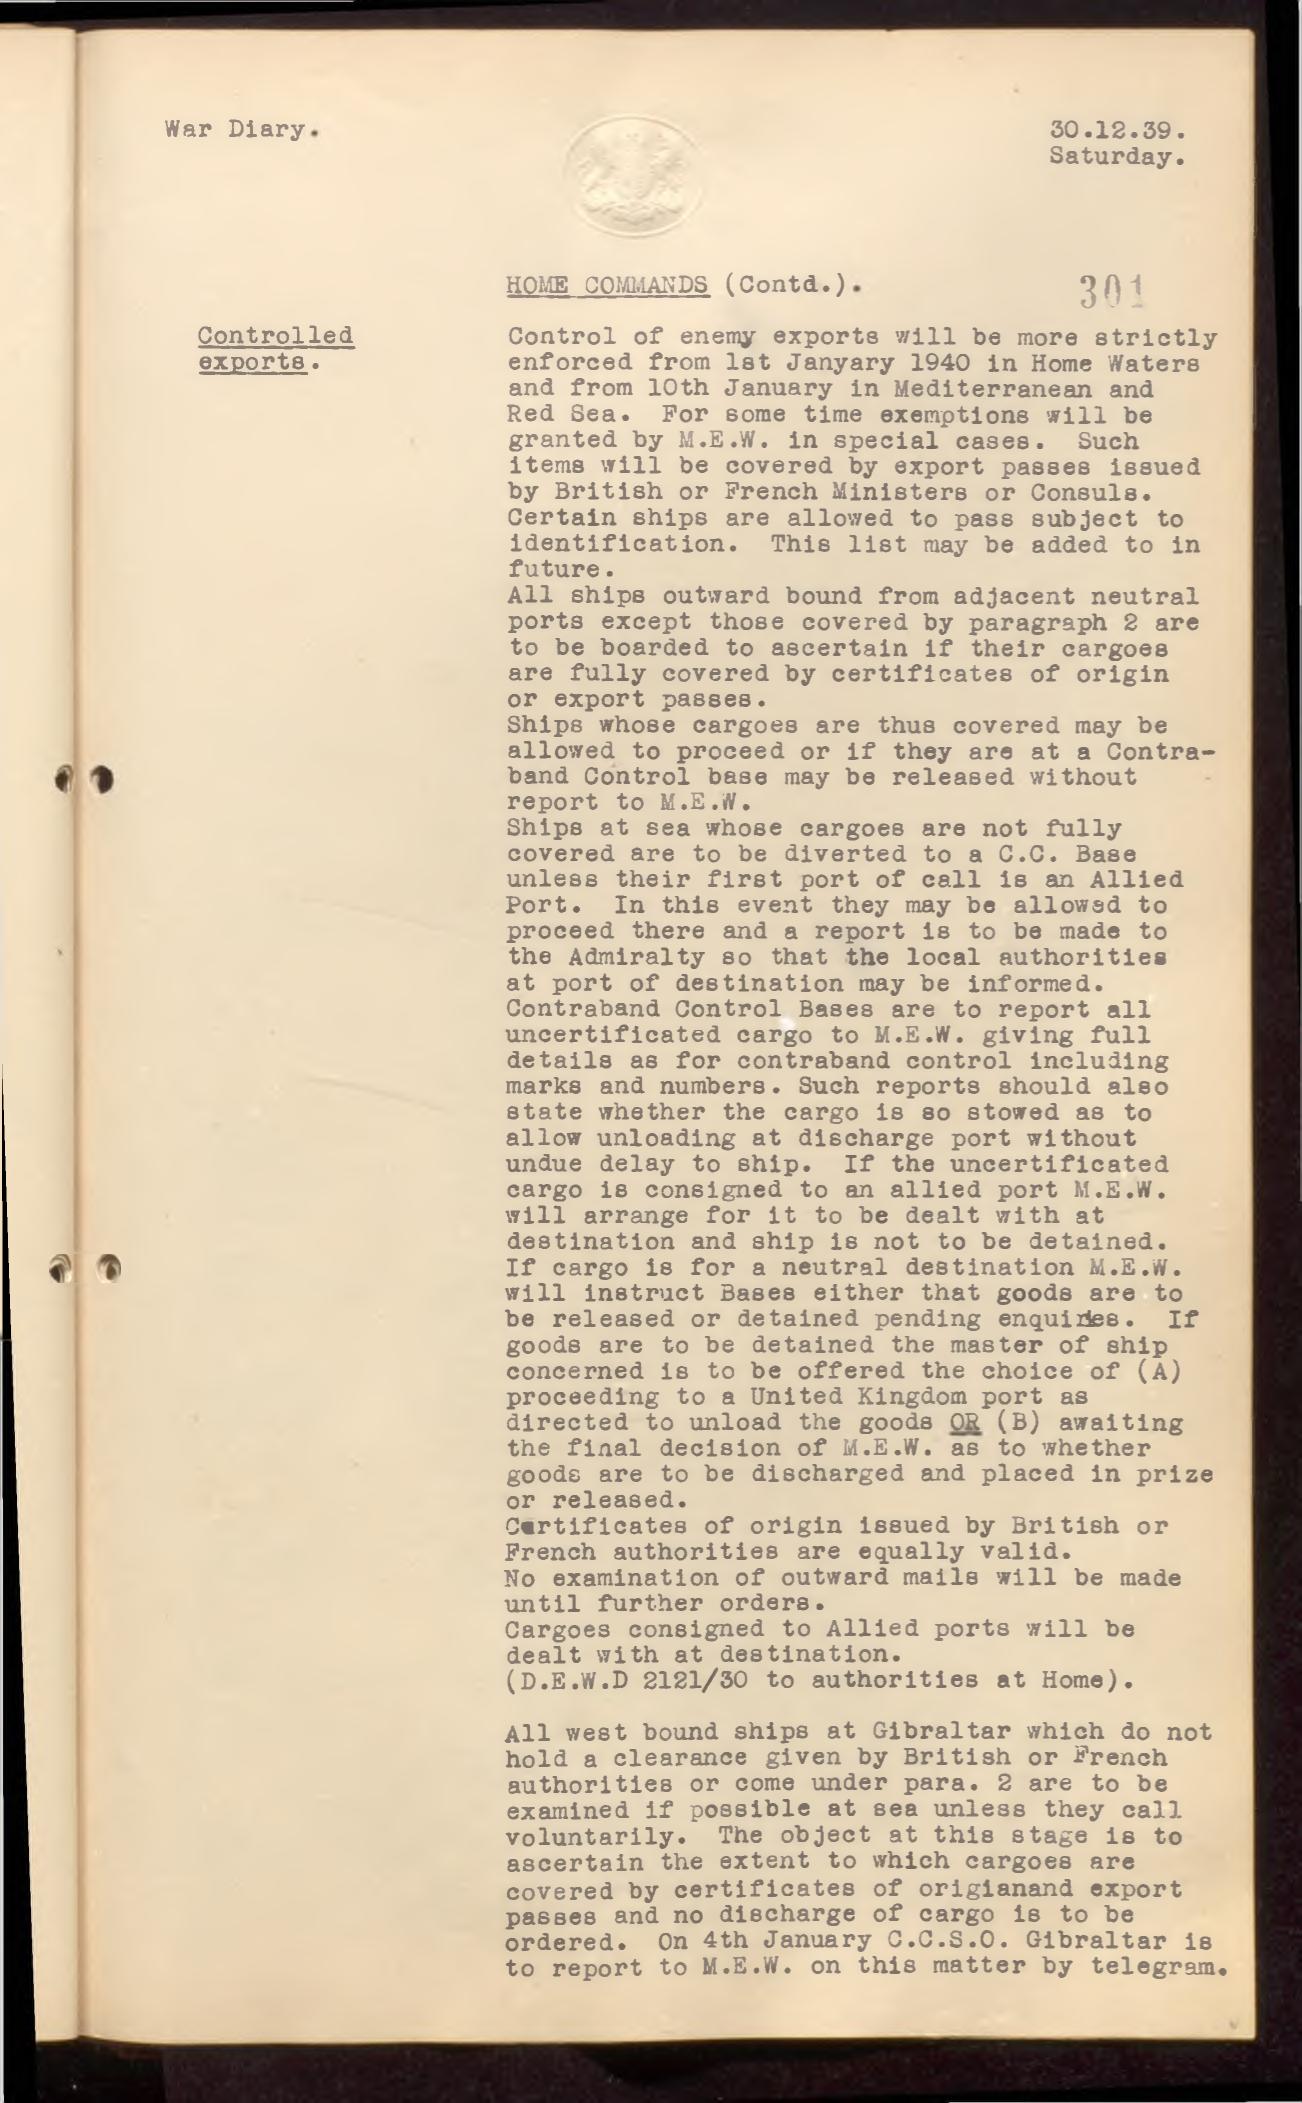 War Diary.
30.12.39.
Saturday.
HOME COMMANDS (Contd.).
301
Controlled
exports.
Control of enemy exports will be more strictly
enforced from 1st Janyary 1940 in Home Waters
and from 10th January in Mediterranean and
Red Sea. For some time exemptions will be
granted by M.E.W. in special cases. Such
items will be covered by export passes issued
by British or French Ministers or Consuls.
Certain ships are allowed to pass subject to
identification. This list may be added to in
future.
All ships outward bound from adjacent neutral
ports except those covered by paragraph 2 are
to be boarded to ascertain if their cargoes
are fully covered by certificates of origin
or export passes.
Ships whose cargoes are thus covered may be
allowed to proceed or if they are at a Contra-
band Control base may be released without
report to M.E.W.
Ships at sea whose cargoes are not fully
covered are to be diverted to a C.C. Base
unless their first port of call is an Allied
Port. In this event they may be allowed to
proceed there and a report is to be made to
the Admiralty so that the local authorities
at port of destination may be informed.
Contraband Control Bases are to report all
uncertificated cargo to M.E.W. giving full
details as for contraband control including
marks and numbers. Such reports should also
state whether the cargo is so stowed as to
allow unloading at discharge port without
undue delay to ship. If the uncertificated
cargo is consigned to an allied port M.E.W.
will arrange for it to be dealt with at
destination and ship is not to be detained.
If cargo is for a neutral destination M.E.W.
will instruct Bases either that goods are to
be released or detained pending enquiries. If
goods are to be detained the master of ship
concerned is to be offered the choice of (A)
proceeding to a United Kingdom port as
directed to unload the goods OR (B) awaiting
the final decision of M.E.W. as to whether
goods are to be discharged and placed in prize
or released.
Certificates of origin issued by British or
French authorities are equally valid.
No examination of outward mails will be made
until further orders.
Cargoes consigned to Allied ports will be
dealt with at destination.
(D.E.W.D 2121/30 to authorities at Home).
All west bound ships at Gibraltar which do not
hold a clearance given by British or French
authorities or come under para. 2 are to be
examined if possible at sea unless they call
voluntarily. The object at this stage is to
ascertain the extent to which cargoes are
covered by certificates of origianand export
passes and no discharge of cargo is to be
ordered. On 4th January C.C.S.O. Gibraltar is
to report to M.E.W. on this matter by telegram.